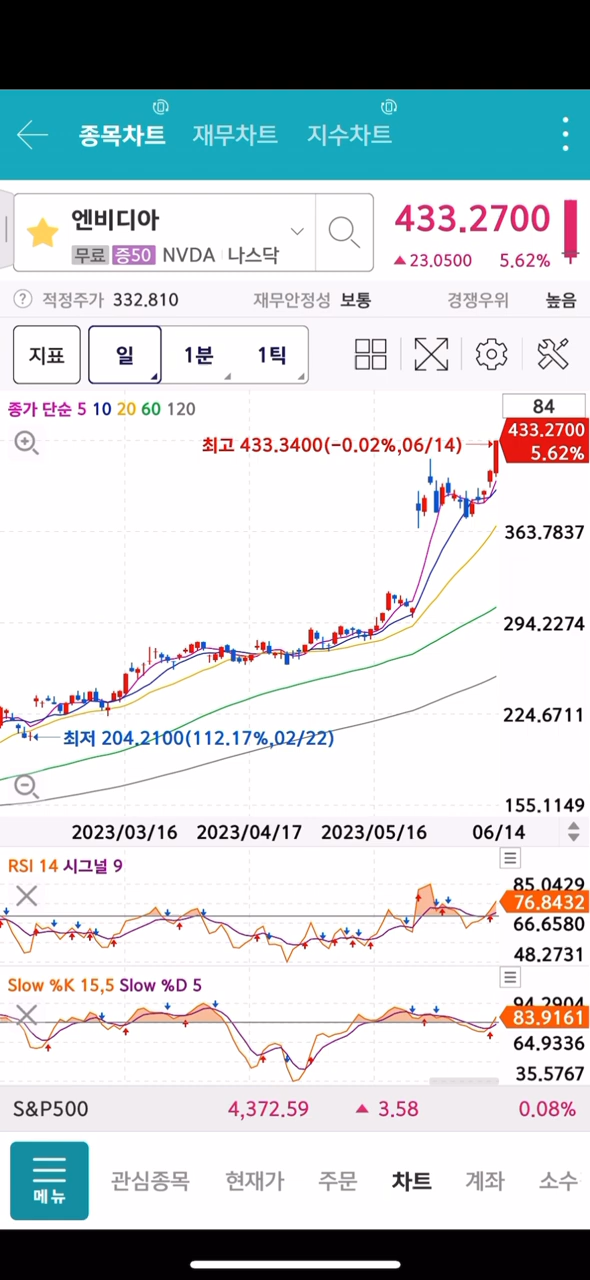 종목차트 재무차트 지수차트
엔비디아
무료 증50 NVDA 나스닥
433.2700
▲23.0500 5.62%
? 적정주가 332.810 재무안정성 보통 경쟁우위 높음
지표 일 1분 1틱
종가 단순 5 10 20 60 120
84
최고 433.3400(-0.02%,06/14)
433.2700
5.62%
363.7837
294.2274
224.6711
최저 204.2100(112.17%,02/22)
155.1149
2023/03/16 2023/04/17 2023/05/16 06/14
RSI 14 시그널 9
85.0429
76.8432
66.6580
48.2731
Slow %K 15,5 Slow %D 5
94.2904
83.9161
64.9336
35.5767
S&P500 4,372.59 ▲ 3.58 0.08%
메뉴 관심종목 현재가 주문 차트 계좌 소수